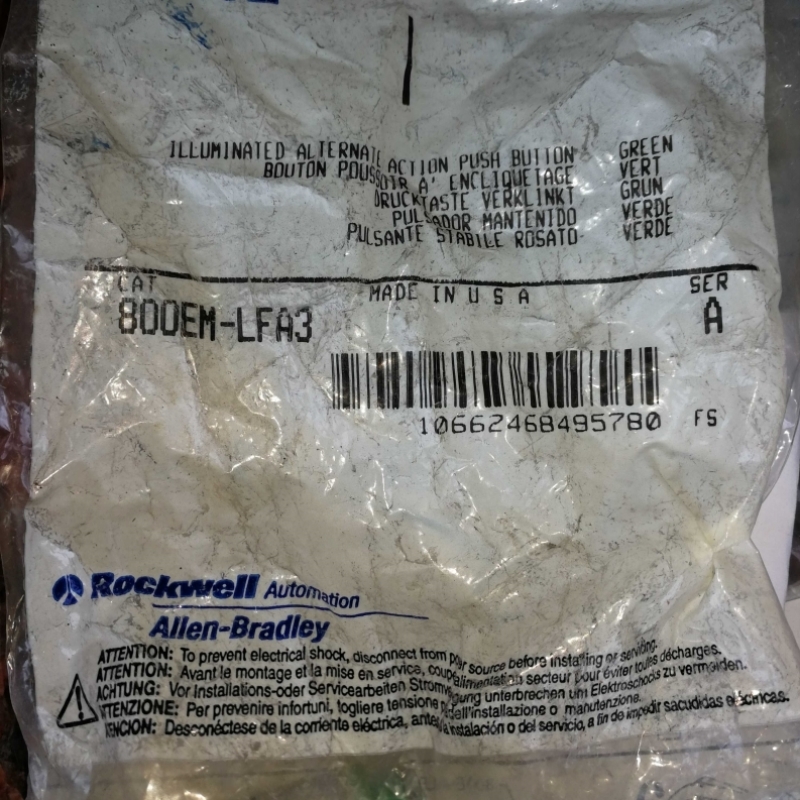 ILLUMINATED ALTERNATE ACTION PUSH BUTTON GREEN
BOUTON POUSSOIR A' ENCLIQUETAGE VERT
DRUCKTASTE VERKLINKT GRUN
PULSADOR MANTENIDO VERDE
PULSANTE STABILE ROSATO VERDE
CAT MADE IN U S A SER
800EM-LFA3 A
10662468495780 FS
Rockwell Automation
Allen-Bradley
ATTENTION: To prevent electrical shock, disconnect from power source before installing or servicing.
ATTENTION: Avant le montage et la mise en service, couper alimentation secteur pour éviter toutes décharges.
ACHTUNG: Vor Installations-oder Servicearbeiten Stromversorgung unterbrechen um Elektroschocks zu vermeiden.
ATTENZIONE: Per prevenire infortuni, togliere tensione dell'installazione o manutenzione.
ATENCION: Desconéctese de la corriente eléctrica, antes la instalación o del servicio, a fin de impedir sacudidas eléctricas.